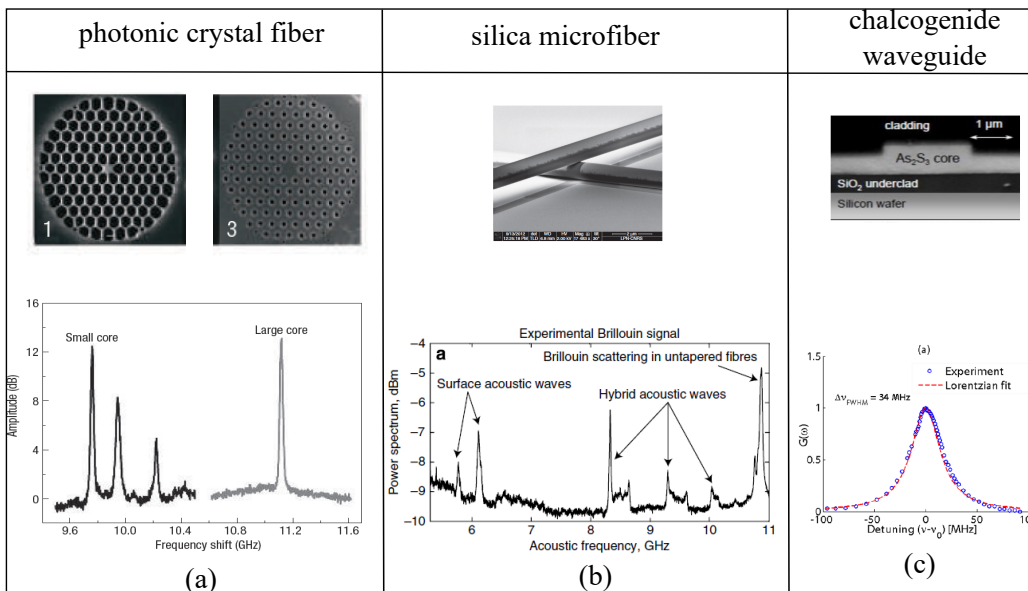 photonic crystal fiber
silica microfiber
chalcogenide
waveguide
1
3
cladding
1 µm
As₂S₃ core
SiO₂ underclad
Silicon wafer
16
12
8
4
0
Amplitude (dB)
Small core
Large core
9.6
10.0
10.4
10.8
11.2
11.6
Frequency shift (GHz)
(a)
Experimental Brillouin signal
a
Brillouin scattering in untapered fibres
Surface acoustic waves
Hybrid acoustic waves
Power spectrum, dBm
−4
−5
−6
−7
−8
−9
−10
6
7
8
9
10
11
Acoustic frequency, GHz
(b)
(a)
Experiment
Lorentzian fit
Δν_FWHM = 34 MHz
G(ω)
1.5
1
0.5
0
-100
-50
0
50
Detuning (ν-ν₀) [MHz]
(c)